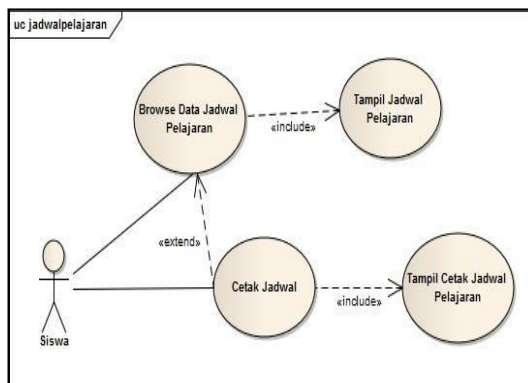 uc jadwalpelajaran
Browse Data Jadwal
Pelajaran
«include»
Tampil Jadwal
Pelajaran
«extend»
Siswa
Cetak Jadwal
«include»
Tampil Cetak Jadwal
Pelajaran